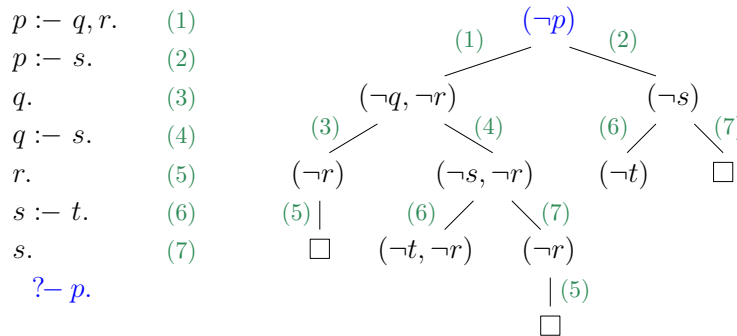 p :− q, r. (1)
p :− s. (2)
q. (3)
q :− s. (4)
r. (5)
s :− t. (6)
s. (7)
?− p.
(¬p)
(1) (2)
(¬q, ¬r) (¬s)
(3) (4) (6) (7)
(¬r) (¬s, ¬r) (¬t) □
(5) (6) (7)
□ (¬t, ¬r) (¬r)
(5)
□